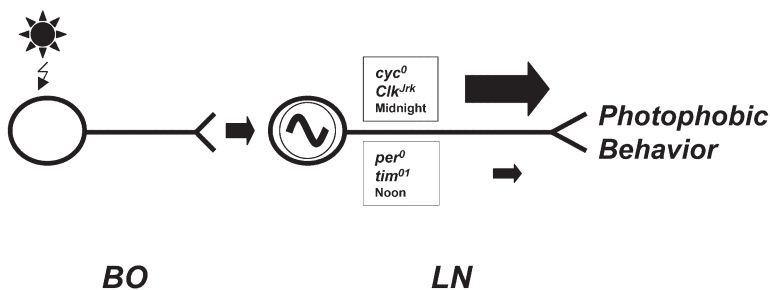 cyc⁰
Clkᴶʳᵏ
Midnight
per⁰
tim⁰¹
Noon
Photophobic
Behavior
BO
LN